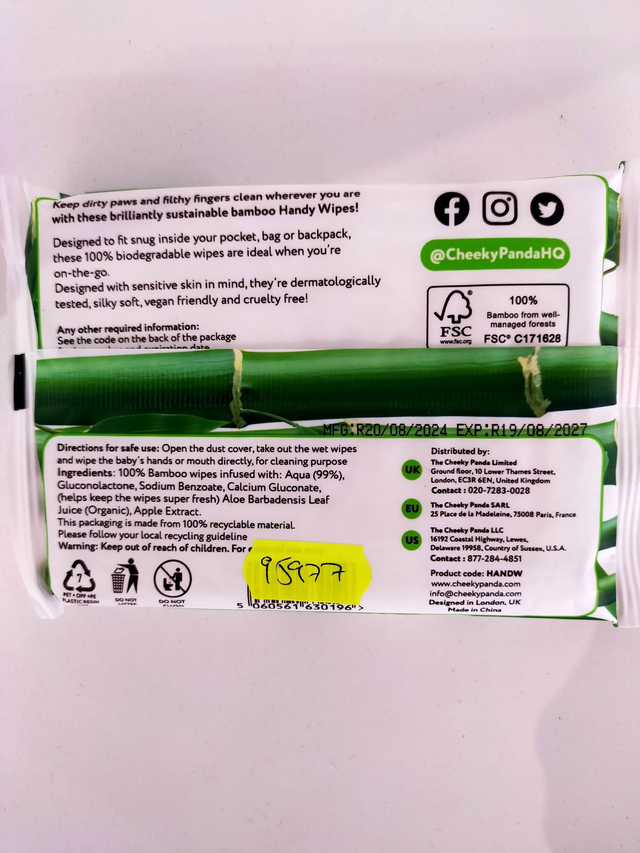 Keep dirty paws and filthy fingers clean wherever you are
with these brilliantly sustainable bamboo Handy Wipes!
Designed to fit snug inside your pocket, bag or backpack,
these 100% biodegradable wipes are ideal when you're
on-the-go.
Designed with sensitive skin in mind, they're dermatologically
tested, silky soft, vegan friendly and cruelty free!
Any other required information:
See the code on the back of the package
expiration date
@CheekyPandaHQ
FSC
www.fsc.org
100%
Bamboo from well-
managed forests
FSC® C171628
MFG:R20/08/2024 EXP:R19/08/2027
Directions for safe use: Open the dust cover, take out the wet wipes
and wipe the baby's hands or mouth directly, for cleaning purpose
Ingredients: 100% Bamboo wipes infused with: Aqua (99%),
Gluconolactone, Sodium Benzoate, Calcium Gluconate,
(helps keep the wipes super fresh) Aloe Barbadensis Leaf
Juice (Organic), Apple Extract.
This packaging is made from 100% recyclable material.
Please follow your local recycling guideline
Warning: Keep out of reach of children. For external use only.
7
PET+OPP+PE
PLASTIC RESIN
DO NOT
LITTER
DO NOT
FLUSH
95977
5 060561 630196 >
Distributed by:
UK
The Cheeky Panda Limited
Ground floor, 10 Lower Thames Street,
London, EC3R 6EN, United Kingdom
Contact : 020-7283-0028
EU
The Cheeky Panda SARL
25 Place de la Madeleine, 75008 Paris, France
US
The Cheeky Panda LLC
16192 Coastal Highway, Lewes,
Delaware 19958, Country of Sussex, U.S.A.
Contact : 877-284-4851
Product code: HANDW
www.cheekypanda.com
info@cheekypanda.com
Designed in London, UK
Made in China